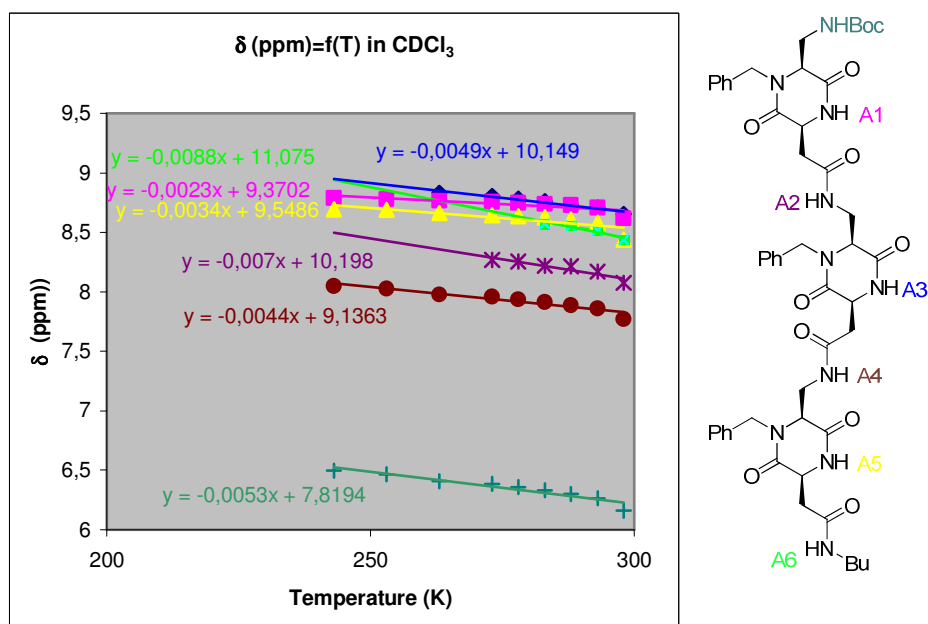 δ (ppm)=f(T) in CDCl3
9,5
9
8,5
8
7,5
7
6,5
6
200
250
300
δ (ppm))
Temperature (K)
y = -0,0088x + 11,075
y = -0,0049x + 10,149
y = -0,0023x + 9,3702
y = -0,0034x + 9,5486
y = -0,007x + 10,198
y = -0,0044x + 9,1363
y = -0,0053x + 7,8194
NHBoc
Ph
N
O
O
NH
A1
O
HN
A2
Ph
N
O
O
NH
A3
O
NH
A4
Ph
N
O
O
NH
A5
O
HN
Bu
A6